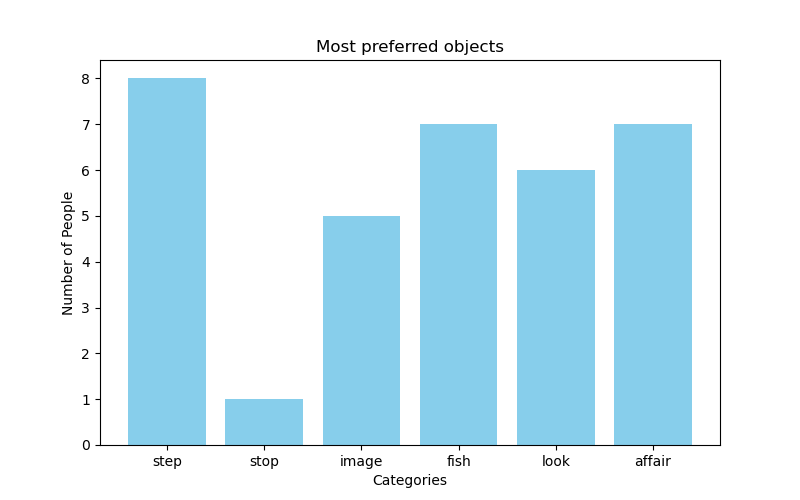 Most preferred objects
Number of People
8
7
6
5
4
3
2
1
0
step stop image fish look affair
Categories